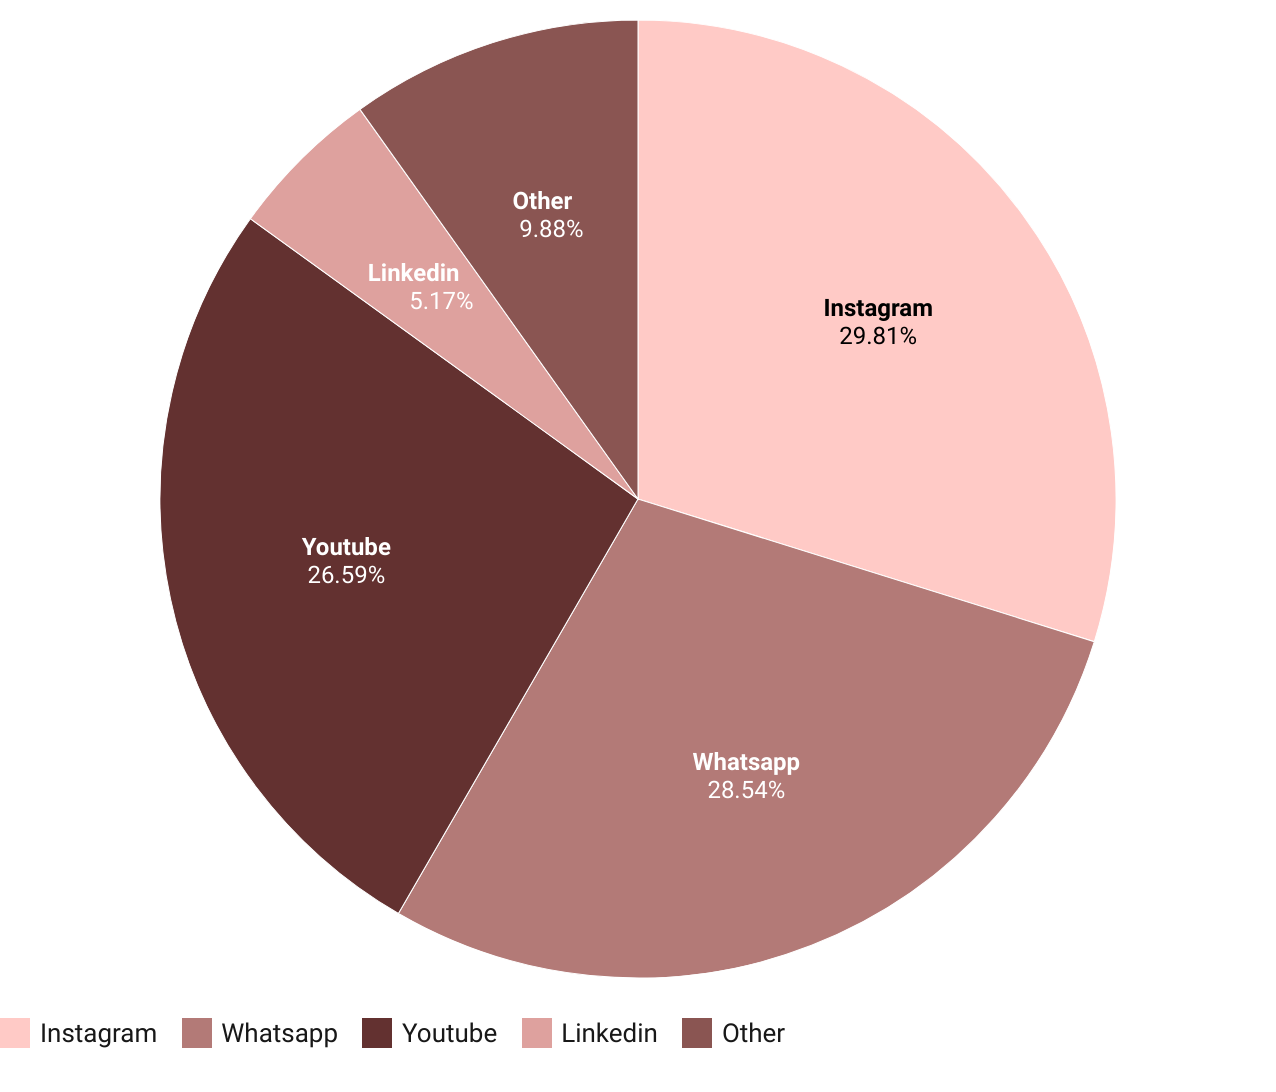 Other
9.88%
Linkedin
5.17%
Instagram
29.81%
Youtube
26.59%
Whatsapp
28.54%
Instagram Whatsapp Youtube Linkedin Other